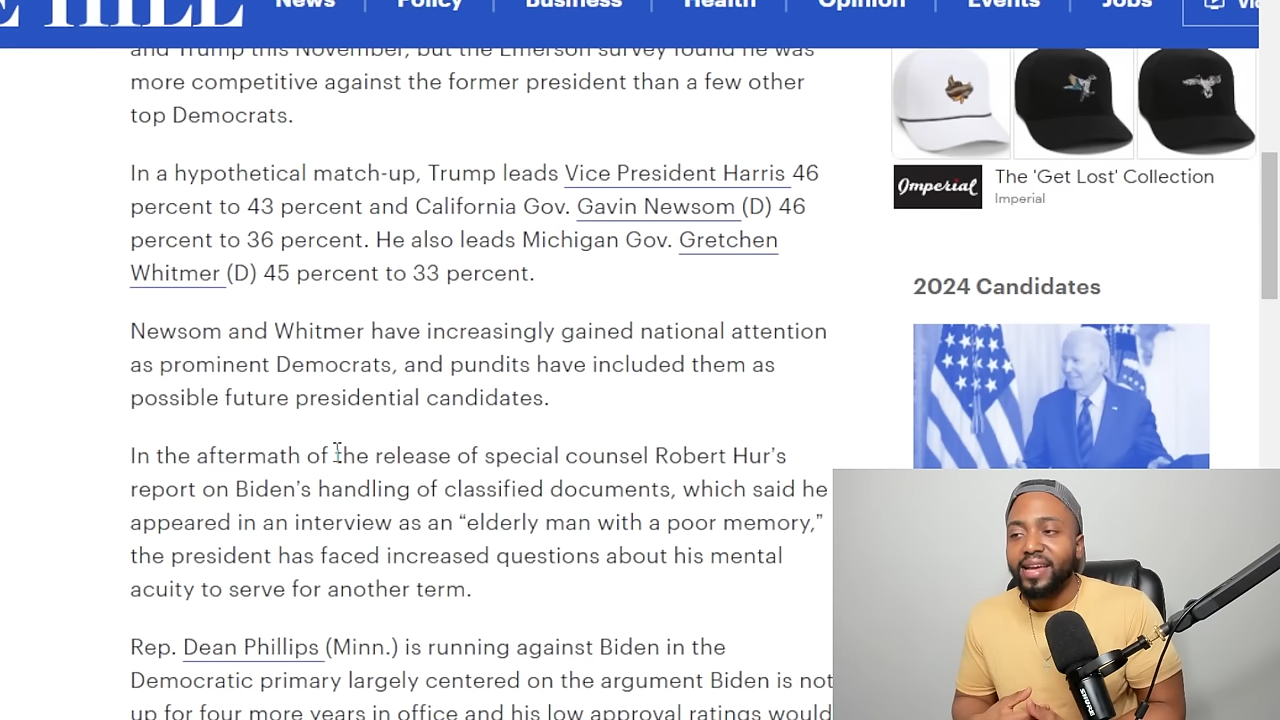 E HILL
News
Policy
Business
Health
Opinion
Events
Jobs
and Trump this November, but the Emerson survey found he was
more competitive against the former president than a few other
top Democrats.
In a hypothetical match-up, Trump leads Vice President Harris 46
percent to 43 percent and California Gov. Gavin Newsom (D) 46
percent to 36 percent. He also leads Michigan Gov. Gretchen
Whitmer (D) 45 percent to 33 percent.
Newsom and Whitmer have increasingly gained national attention
as prominent Democrats, and pundits have included them as
possible future presidential candidates.
In the aftermath of the release of special counsel Robert Hur’s
report on Biden’s handling of classified documents, which said he
appeared in an interview as an “elderly man with a poor memory,”
the president has faced increased questions about his mental
acuity to serve for another term.
Rep. Dean Phillips (Minn.) is running against Biden in the
Democratic primary largely centered on the argument Biden is not
up for four more years in office and his low approval ratings would
Imperial
The 'Get Lost' Collection
Imperial
2024 Candidates
SHURE